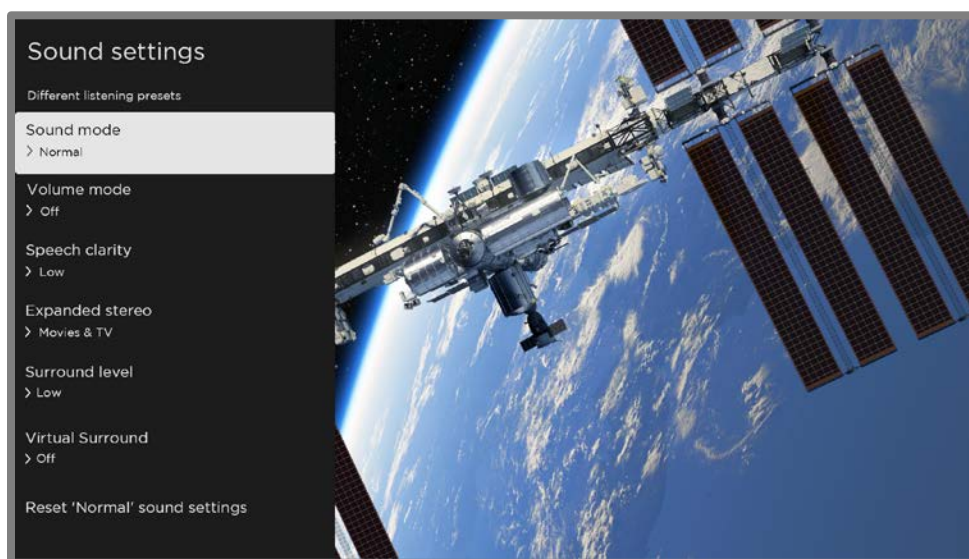 Sound settings
Different listening presets
Sound mode
> Normal
Volume mode
> Off
Speech clarity
> Low
Expanded stereo
> Movies & TV
Surround level
> Low
Virtual Surround
> Off
Reset 'Normal' sound settings